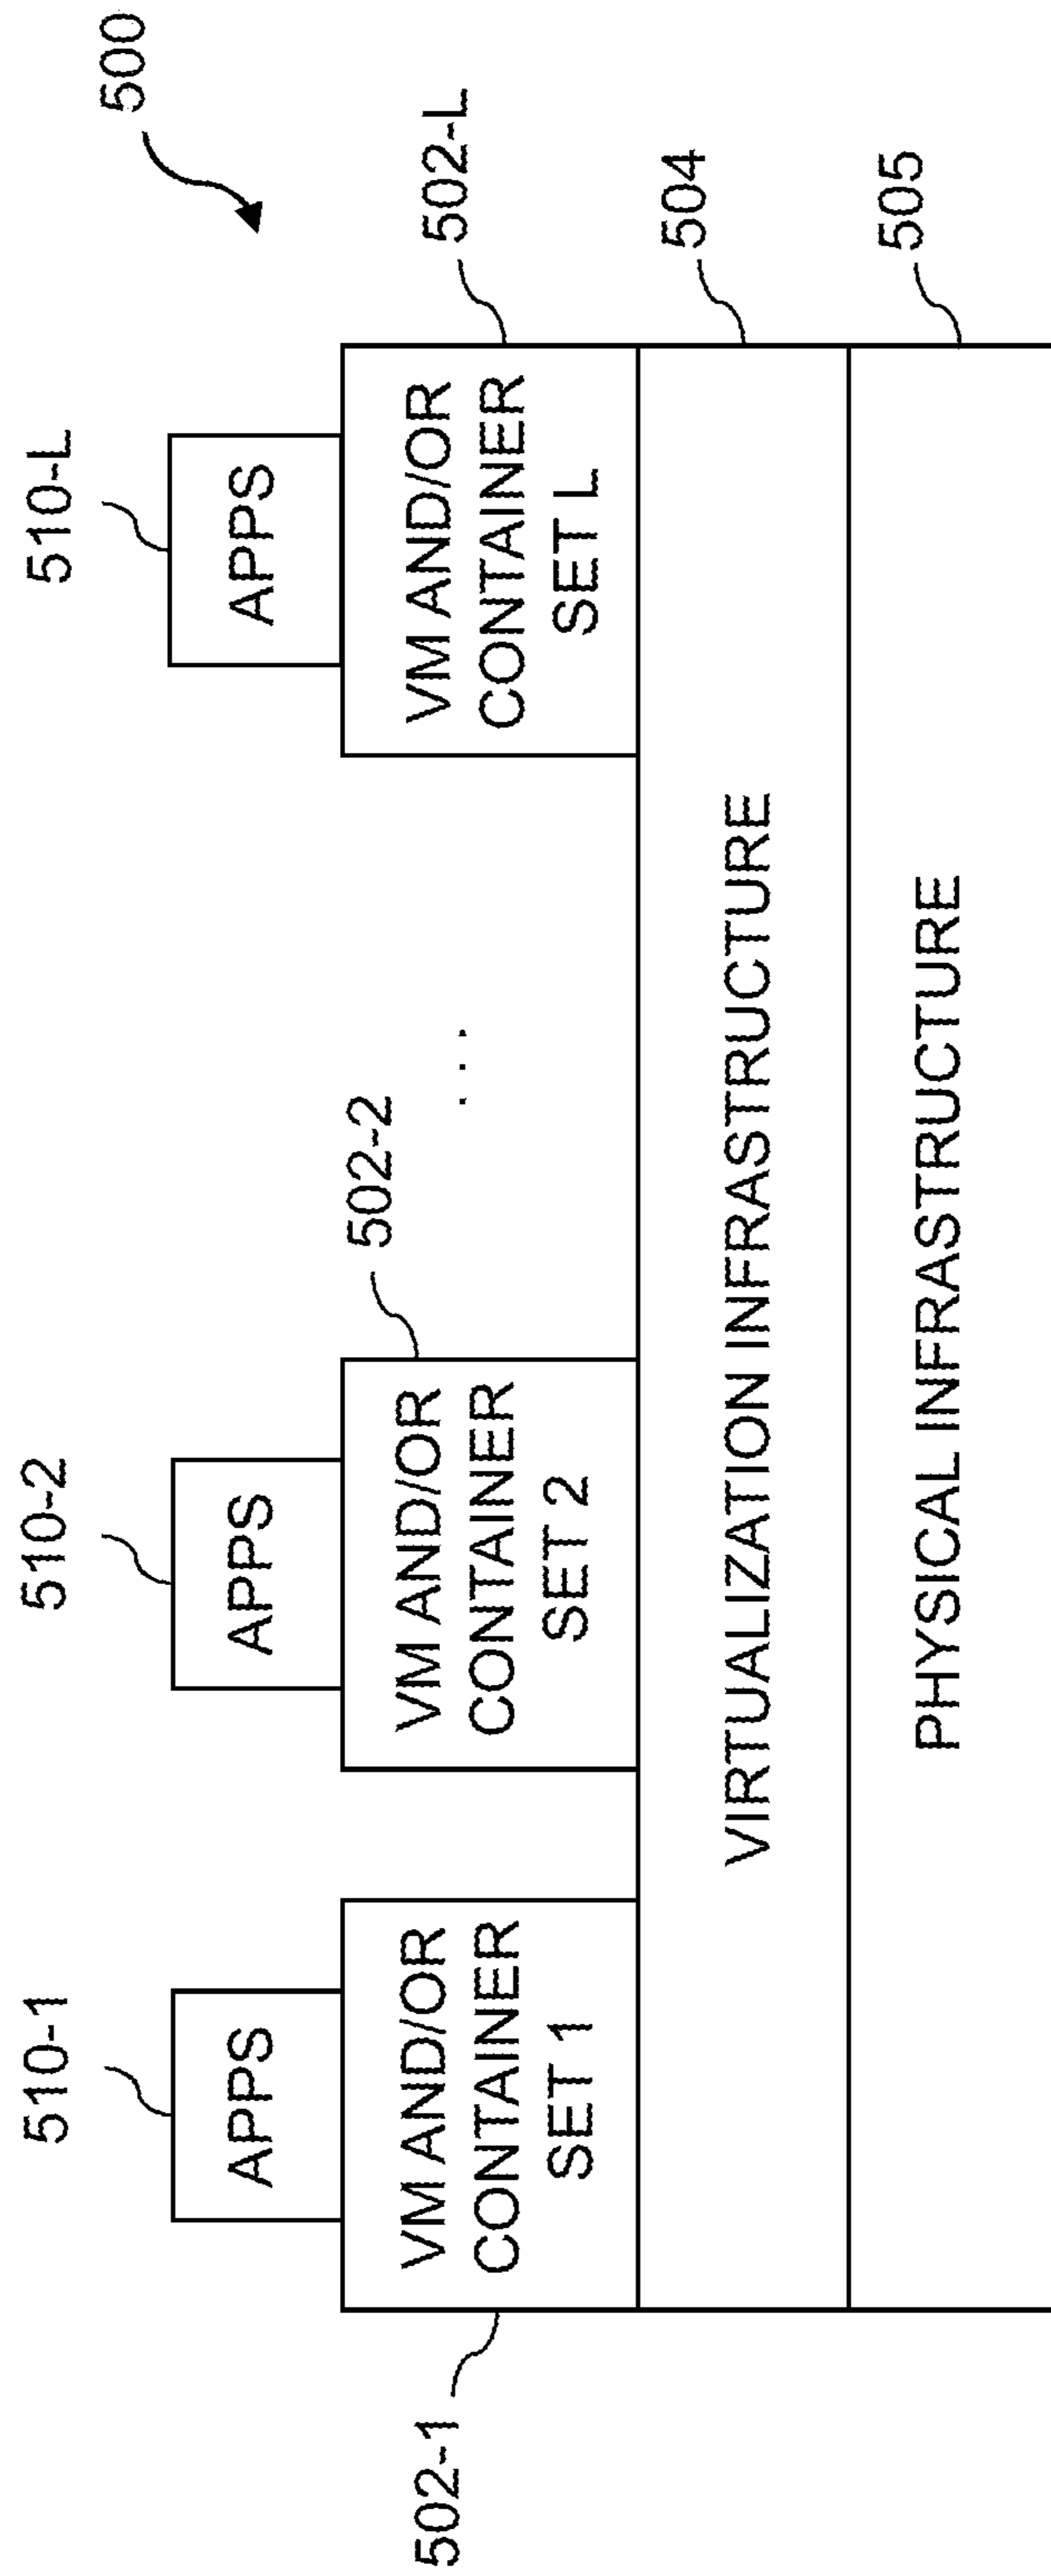 500
510-1
510-2
510-L
APPS
APPS
APPS
502-2
502-L
VM AND/OR
CONTAINER
SET 1
VM AND/OR
CONTAINER
SET 2
. . .
VM AND/OR
CONTAINER
SET L
502-1
VIRTUALIZATION INFRASTRUCTURE
504
PHYSICAL INFRASTRUCTURE
505